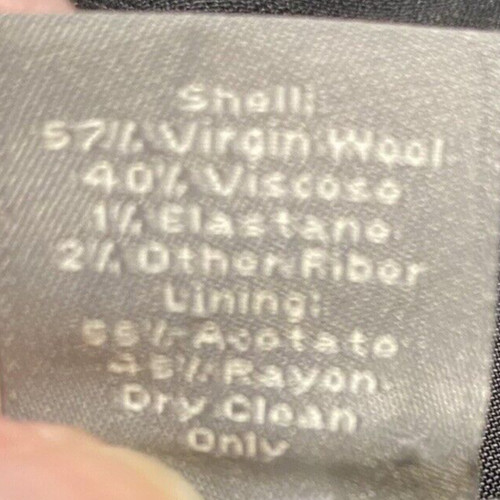 Shell:
57% Virgin Wool
40% Viscose
1% Elastane
2% Other Fiber
Lining:
55% Acetate
45% Rayon
Dry Clean
Only